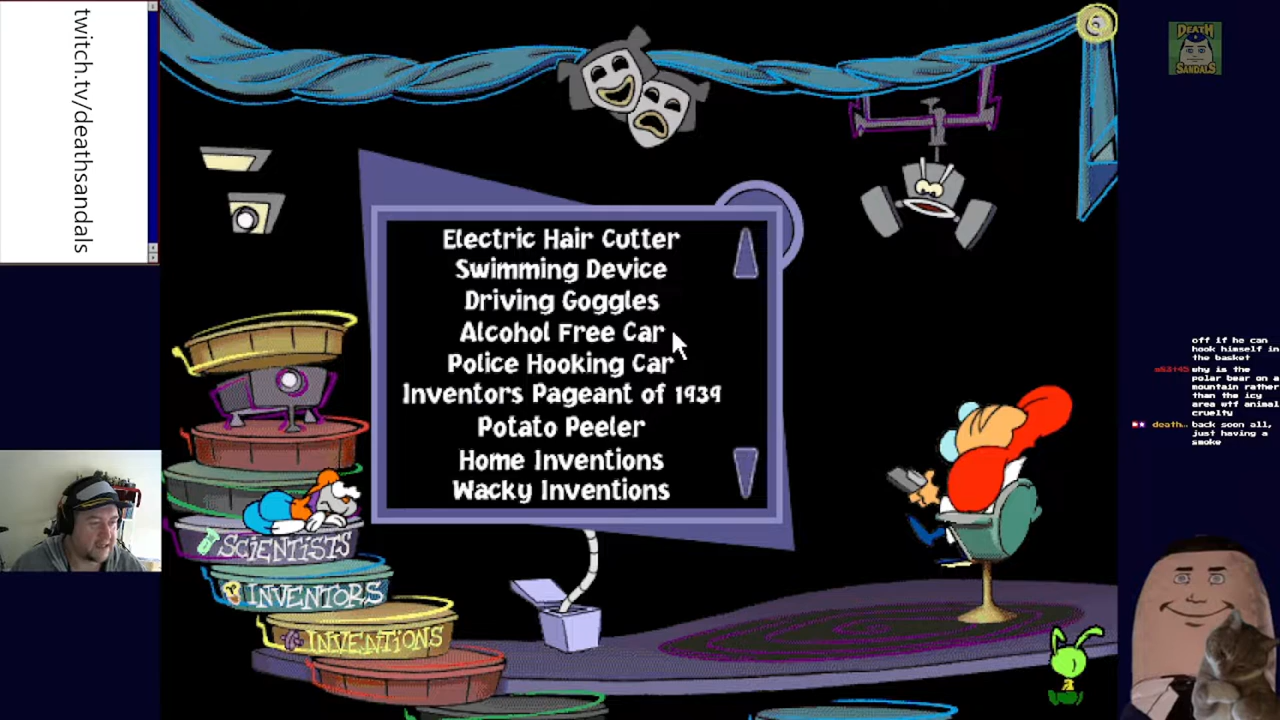 twitch.tv/deathsandals
DEATH
SANDALS
Electric Hair Cutter
Swimming Device
Driving Goggles
Alcohol Free Car
Police Hooking Car
Inventors Pageant of 1939
Potato Peeler
Home Inventions
Wacky Inventions
SCIENTISTS
INVENTORS
INVENTIONS
off if he can
hook himself in
the basket
why is the
polar bear on a
mountain rather
than the icy
area wtf animal
cruelty
death… back soon all,
just having a
smoke